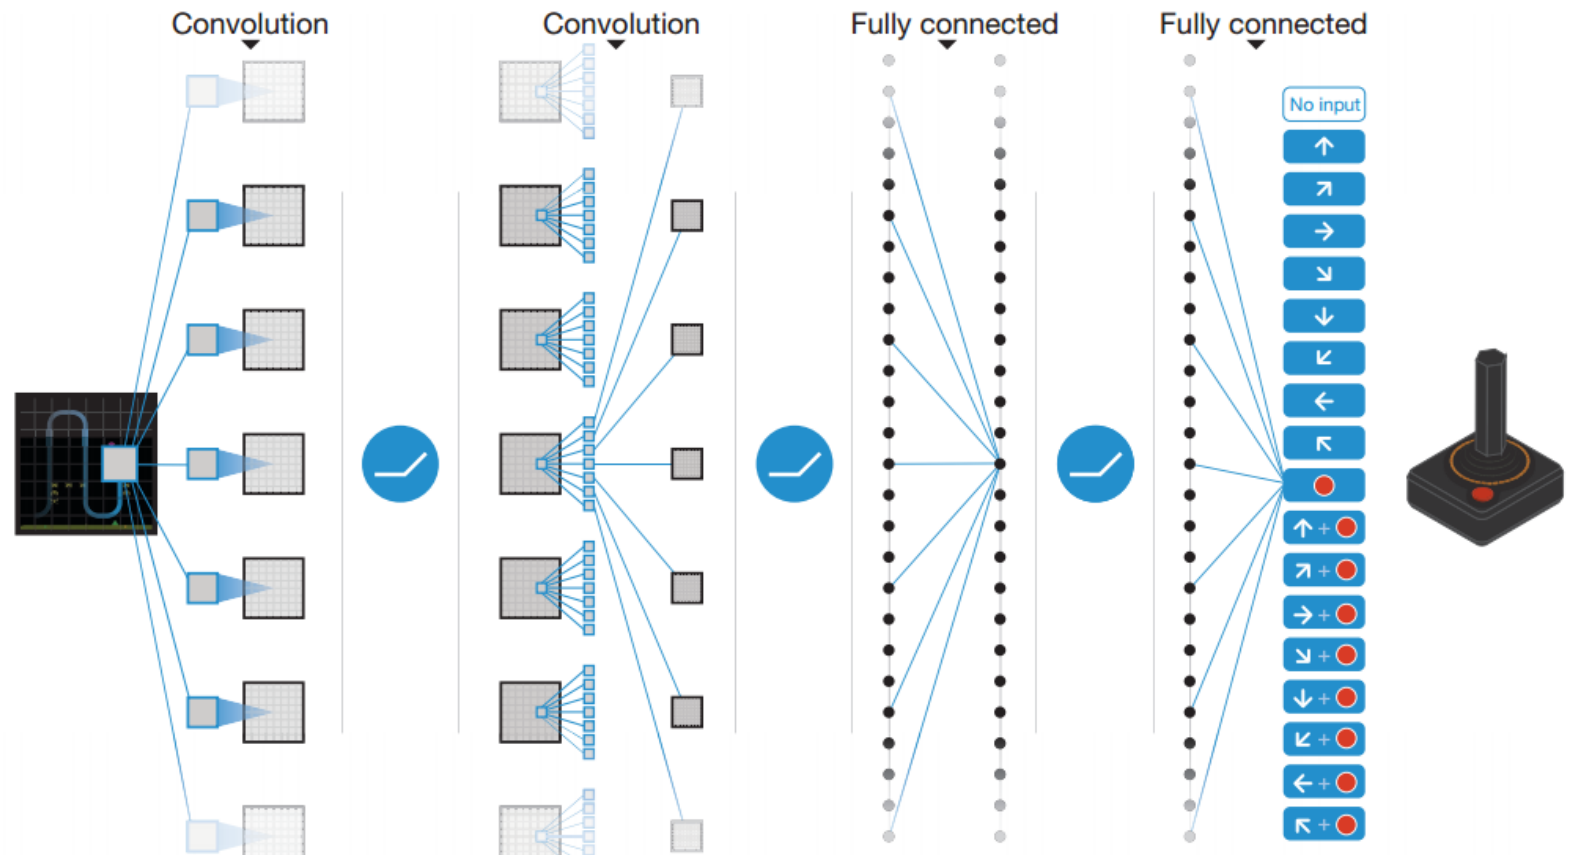 Convolution
Convolution
Fully connected
Fully connected
No input
+
+
+
+
+
+
+
+